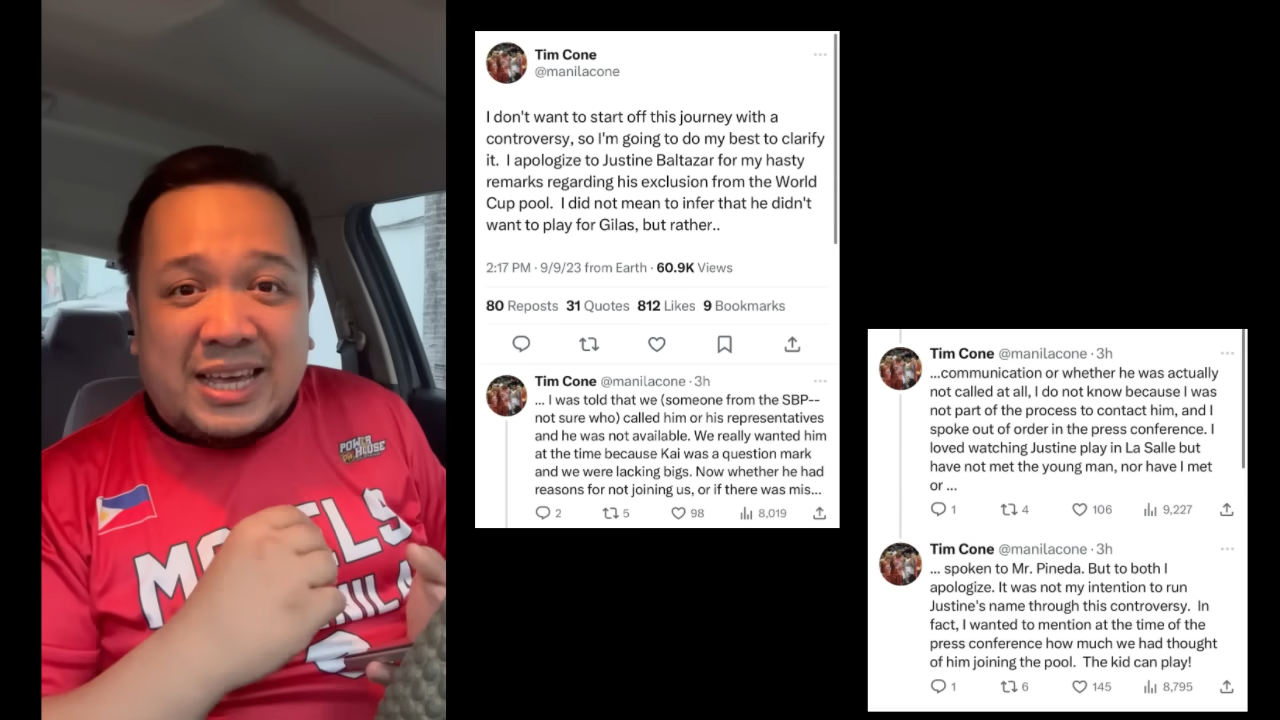 POWER
HOUSE
Tim Cone
@manilacone
I don't want to start off this journey with a
controversy, so I'm going to do my best to clarify
it.  I apologize to Justine Baltazar for my hasty
remarks regarding his exclusion from the World
Cup pool.  I did not mean to infer that he didn't
want to play for Gilas, but rather..
2:17 PM · 9/9/23 from Earth · 60.9K Views
80 Reposts 31 Quotes 812 Likes 9 Bookmarks
Tim Cone @manilacone · 3h
... I was told that we (someone from the SBP--
not sure who) called him or his representatives
and he was not available. We really wanted him
at the time because Kai was a question mark
and we were lacking bigs. Now whether he had
reasons for not joining us, or if there was mis...
2 5 98 8,019
Tim Cone @manilacone · 3h
...communication or whether he was actually
not called at all, I do not know because I was
not part of the process to contact him, and I
spoke out of order in the press conference. I
loved watching Justine play in La Salle but
have not met the young man, nor have I met
or ...
1 4 106 9,227
Tim Cone @manilacone · 3h
... spoken to Mr. Pineda. But to both I
apologize. It was not my intention to run
Justine's name through this controversy.  In
fact, I wanted to mention at the time of the
press conference how much we had thought
of him joining the pool.  The kid can play!
1 6 145 8,795